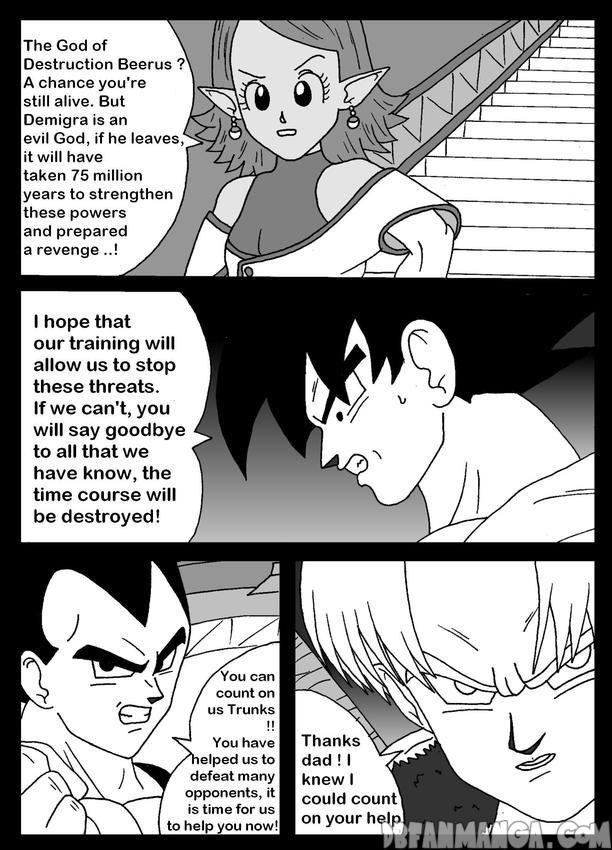 The God of
Destruction Beerus ?
A chance you're
still alive. But
Demigra is an
evil God, if he leaves,
it will have
taken 75 million
years to strengthen
these powers
and prepared
a revenge ..!
I hope that
our training will
allow us to stop
these threats.
If we can't, you
will say goodbye
to all that we
have know, the
time course will
be destroyed!
You can
count on
us Trunks
!!
You have
helped us to
defeat many
opponents, it
is time for us
to help you now!
Thanks
dad ! I
knew I
could count
on your help
DBFANMANGA.COM